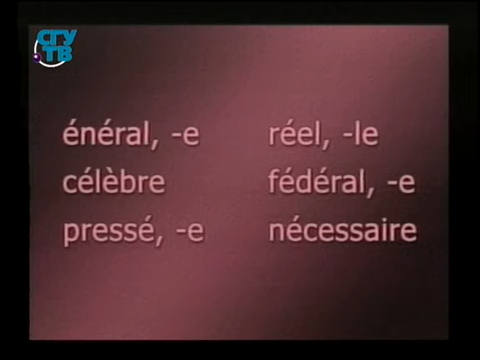 СГУ
ТВ
énéral, -e réel, -le
célèbre fédéral, -e
pressé, -e nécessaire